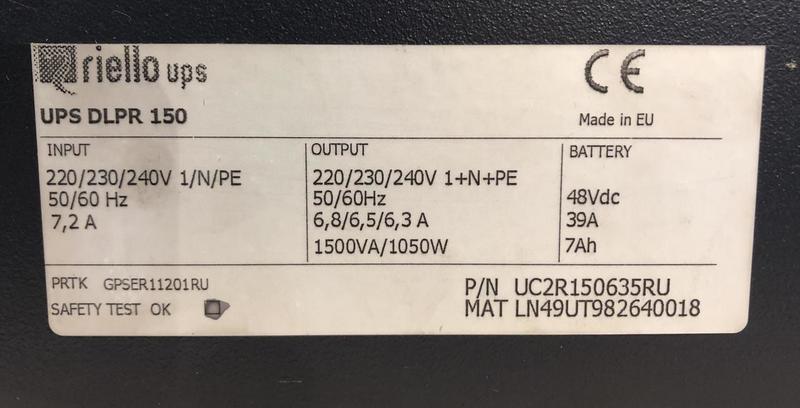 riello ups
CE
UPS DLPR 150
Made in EU
INPUT
220/230/240V 1/N/PE
50/60 Hz
7,2 A
OUTPUT
220/230/240V 1+N+PE
50/60Hz
6,8/6,5/6,3 A
1500VA/1050W
BATTERY
48Vdc
39A
7Ah
PRTK GPSER11201RU
SAFETY TEST OK
P/N UC2R150635RU
MAT LN49UT982640018